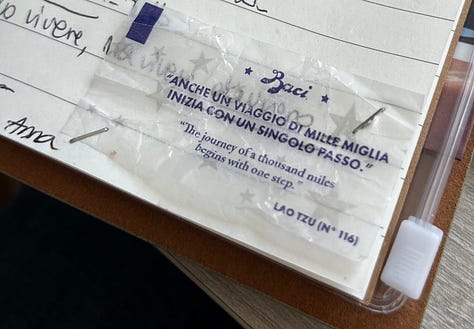 vivere,
Baci
"ANCHE UN VIAGGIO DI MILLE MIGLIA
INIZIA CON UN SINGOLO PASSO."
"The journey of a thousand miles
begins with one step."
LAO TZU (N° 116)